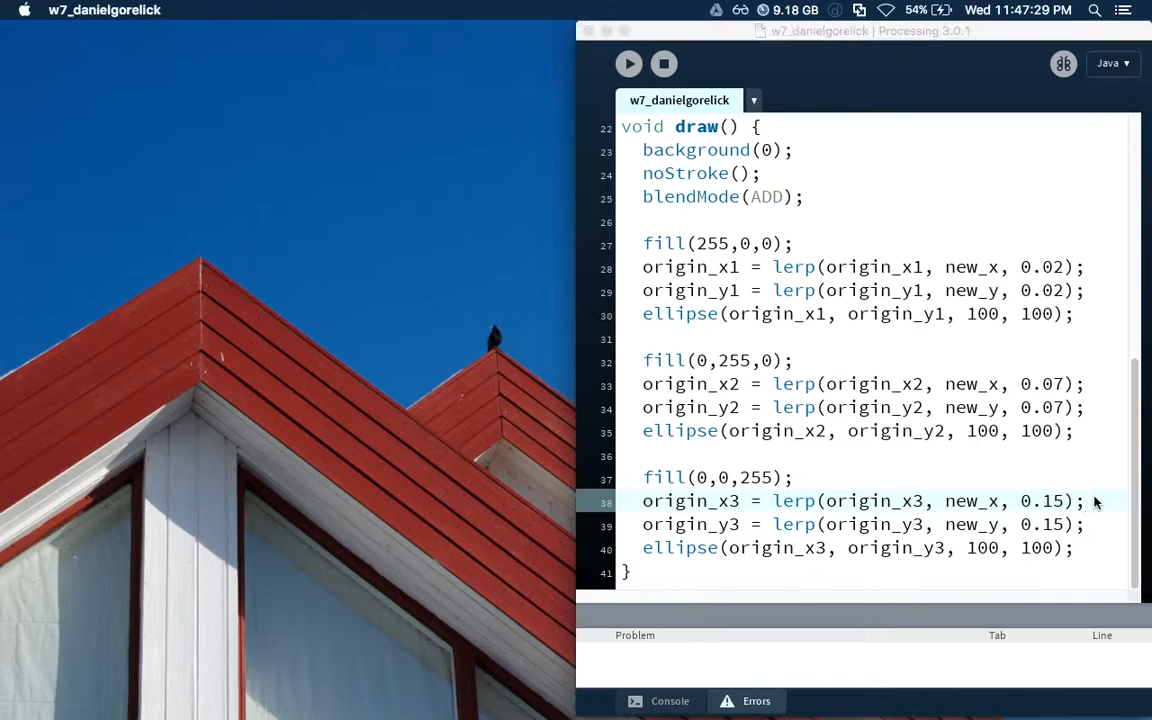 w7_danielgorelick
9.18 GB
54%
Wed 11:47:29 PM
w7_danielgorelick | Processing 3.0.1
Java ▾
w7_danielgorelick
22 void draw() {
23 background(0);
24 noStroke();
25 blendMode(ADD);
26
27 fill(255,0,0);
28 origin_x1 = lerp(origin_x1, new_x, 0.02);
29 origin_y1 = lerp(origin_y1, new_y, 0.02);
30 ellipse(origin_x1, origin_y1, 100, 100);
31
32 fill(0,255,0);
33 origin_x2 = lerp(origin_x2, new_x, 0.07);
34 origin_y2 = lerp(origin_y2, new_y, 0.07);
35 ellipse(origin_x2, origin_y2, 100, 100);
36
37 fill(0,0,255);
38 origin_x3 = lerp(origin_x3, new_x, 0.15);
39 origin_y3 = lerp(origin_y3, new_y, 0.15);
40 ellipse(origin_x3, origin_y3, 100, 100);
41 }
Problem Tab Line
Console Errors